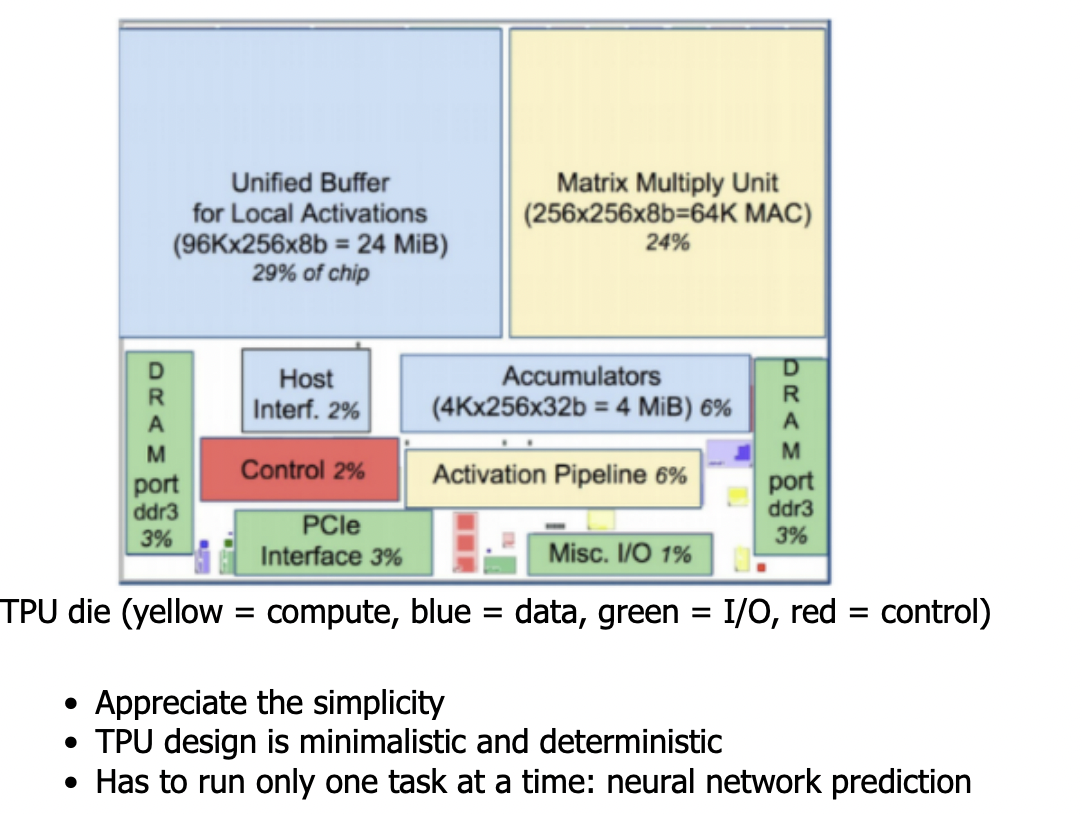 Unified Buffer
for Local Activations
(96Kx256x8b = 24 MiB)
29% of chip
Matrix Multiply Unit
(256x256x8b=64K MAC)
24%
D
R
A
M
port
ddr3
3%
Host
Interf. 2%
Accumulators
(4Kx256x32b = 4 MiB) 6%
Control 2%
Activation Pipeline 6%
PCIe
Interface 3%
Misc. I/O 1%
D
R
A
M
port
ddr3
3%
TPU die (yellow = compute, blue = data, green = I/O, red = control)
• Appreciate the simplicity
• TPU design is minimalistic and deterministic
• Has to run only one task at a time: neural network prediction